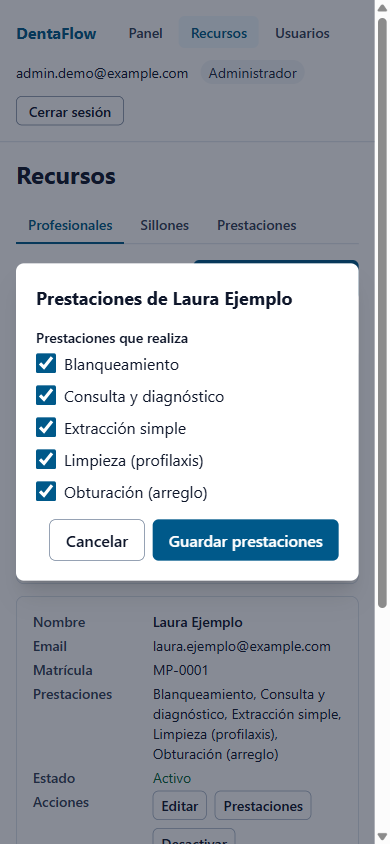 DentaFlow Panel Recursos Usuarios
admin.demo@example.com Administrador
Cerrar sesión
Recursos
Profesionales Sillones Prestaciones
Prestaciones de Laura Ejemplo
Prestaciones que realiza
Blanqueamiento
Consulta y diagnóstico
Extracción simple
Limpieza (profilaxis)
Obturación (arreglo)
Cancelar Guardar prestaciones
Nombre Laura Ejemplo
Email laura.ejemplo@example.com
Matrícula MP-0001
Prestaciones Blanqueamiento, Consulta y
diagnóstico, Extracción simple,
Limpieza (profilaxis),
Obturación (arreglo)
Estado Activo
Acciones Editar Prestaciones
Desactivar